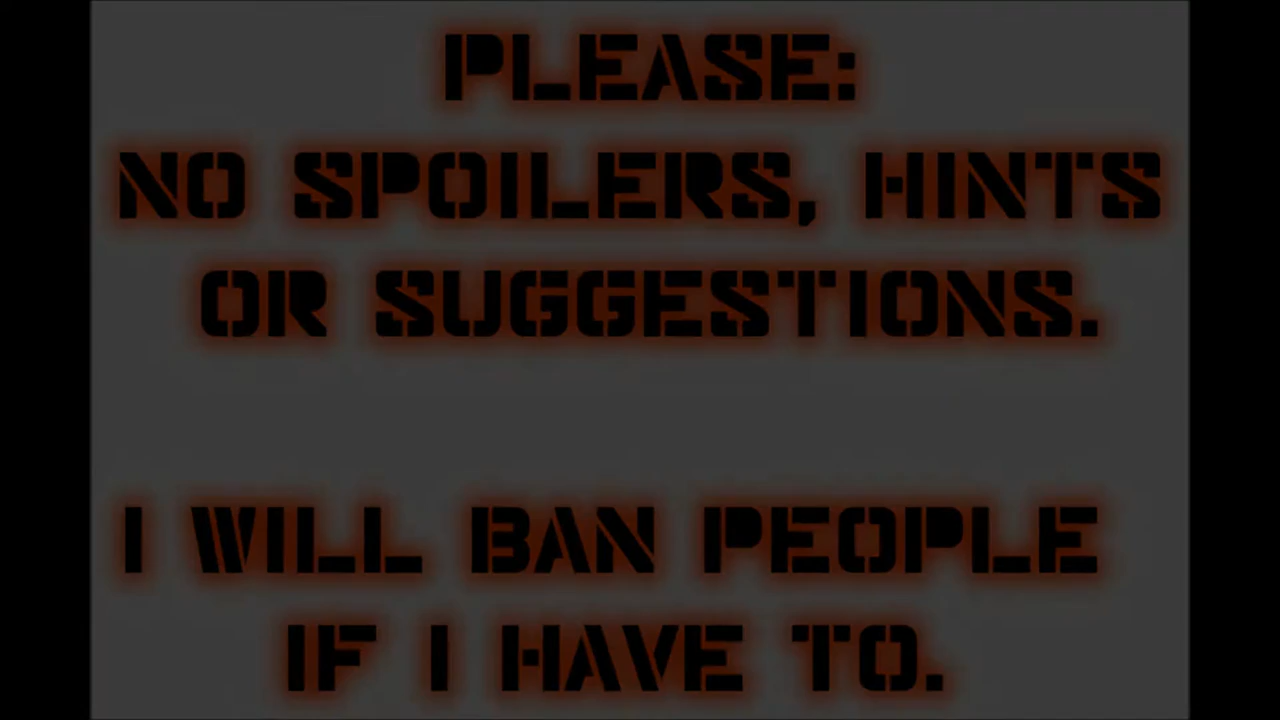 PLEASE:
NO SPOILERS, HINTS
OR SUGGESTIONS.
I WILL BAN PEOPLE
IF I HAVE TO.